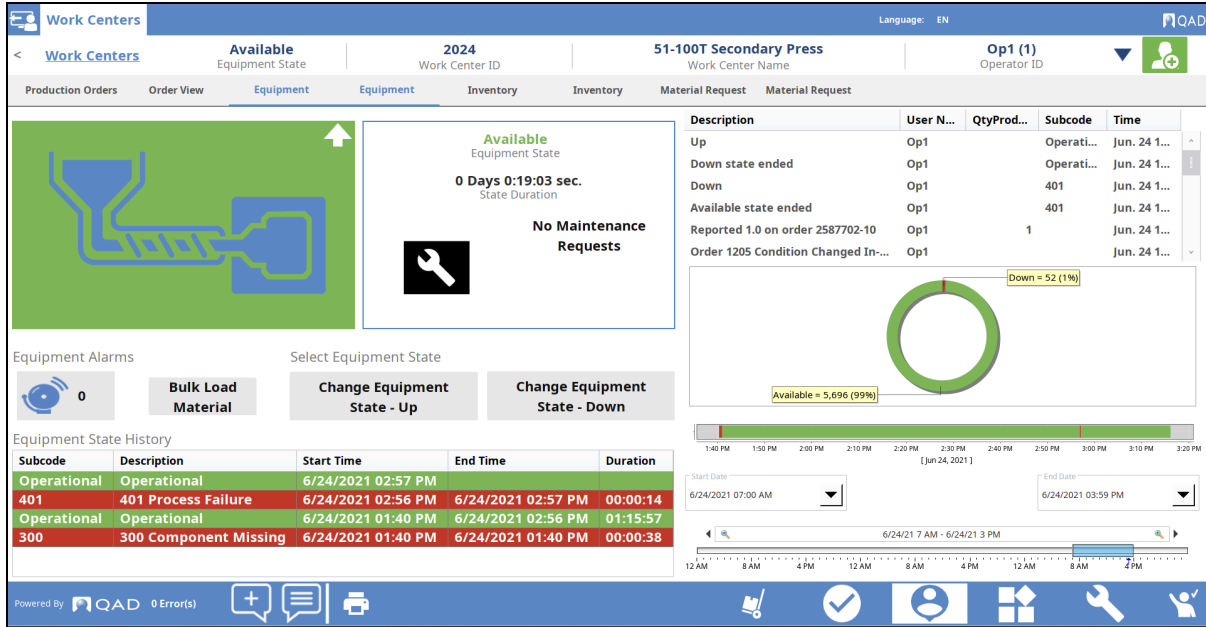 Work Centers
Language: EN
QAD
< Work Centers
Available
Equipment State
2024
Work Center ID
51-100T Secondary Press
Work Center Name
Op1 (1)
Operator ID
Production Orders Order View Equipment Equipment Inventory Inventory Material Request Material Request
Available
Equipment State
0 Days 0:19:03 sec.
State Duration
No Maintenance
Requests
Description User N... QtyProd... Subcode Time
Up Op1 Operati... Jun. 24 1...
Down state ended Op1 Operati... Jun. 24 1...
Down Op1 401 Jun. 24 1...
Available state ended Op1 401 Jun. 24 1...
Reported 1.0 on order 2587702-10 Op1 1 Jun. 24 1...
Order 1205 Condition Changed In-... Op1 Jun. 24 1...
Down = 52 (1%)
Available = 5,696 (99%)
Equipment Alarms
0
Bulk Load
Material
Select Equipment State
Change Equipment
State - Up
Change Equipment
State - Down
Equipment State History
Subcode Description Start Time End Time Duration
Operational Operational 6/24/2021 02:57 PM
401 401 Process Failure 6/24/2021 02:56 PM 6/24/2021 02:57 PM 00:00:14
Operational Operational 6/24/2021 01:40 PM 6/24/2021 02:56 PM 01:15:57
300 300 Component Missing 6/24/2021 01:40 PM 6/24/2021 01:40 PM 00:00:38
1:40 PM 1:50 PM 2:00 PM 2:10 PM 2:20 PM 2:30 PM 2:40 PM 2:50 PM 3:00 PM 3:10 PM 3:20 PM
[ Jun 24, 2021 ]
Start Date
6/24/2021 07:00 AM
End Date
6/24/2021 03:59 PM
6/24/21 7 AM - 6/24/21 3 PM
12 AM 8 AM 4 PM 12 AM 8 AM 4 PM 12 AM 8 AM 4 PM
Powered By QAD 0 Error(s)